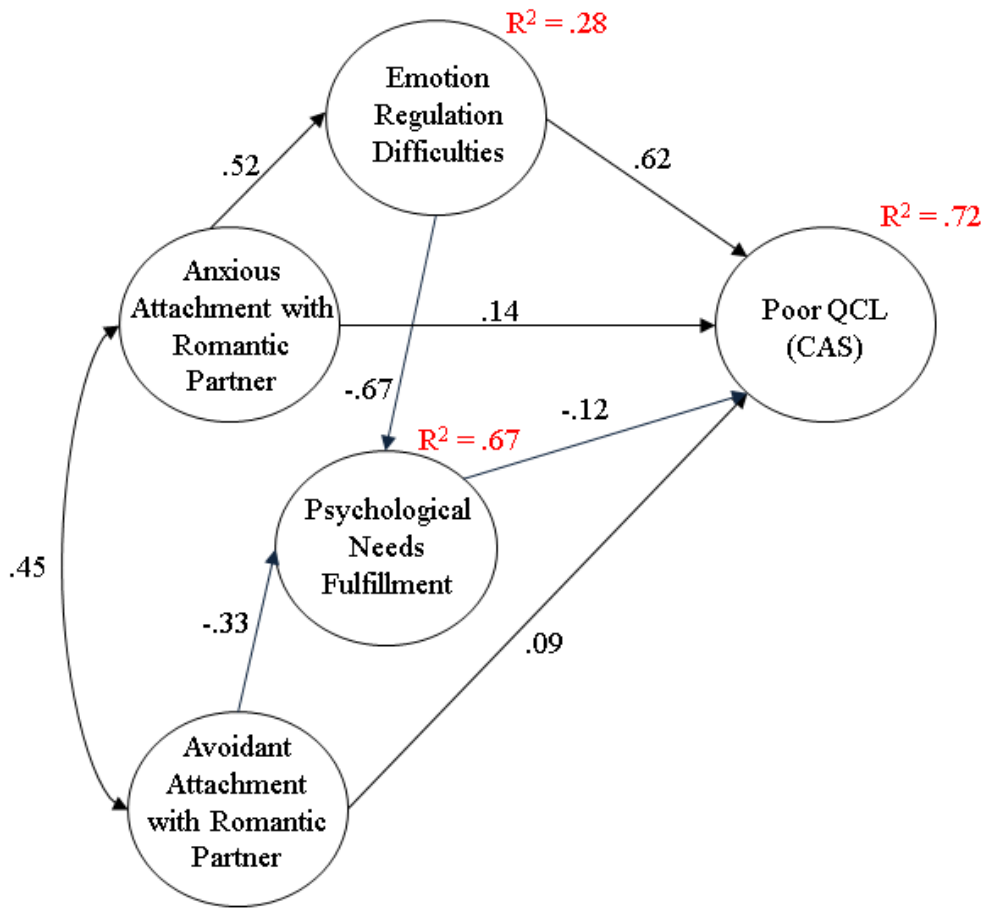 R² = .28
Emotion
Regulation
Difficulties
.52
.62
R² = .72
Anxious
Attachment with
Romantic
Partner
.14
Poor QCL
(CAS)
-.67
-.12
R² = .67
Psychological
Needs
Fulfillment
.45
-.33
.09
Avoidant
Attachment
with Romantic
Partner